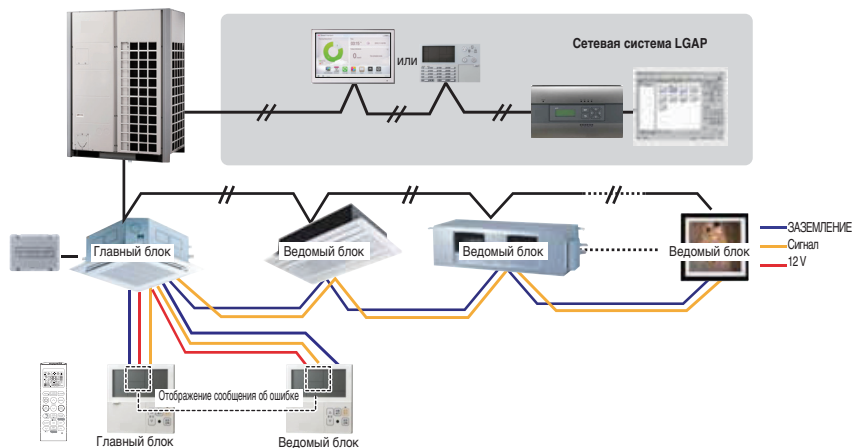 Сетевая система LGAP
или
Главный блок
Ведомый блок
Ведомый блок
Ведомый блок
ЗАЗЕМЛЕНИЕ
Сигнал
12 V
Отображение сообщения об ошибке
Главный блок
Ведомый блок